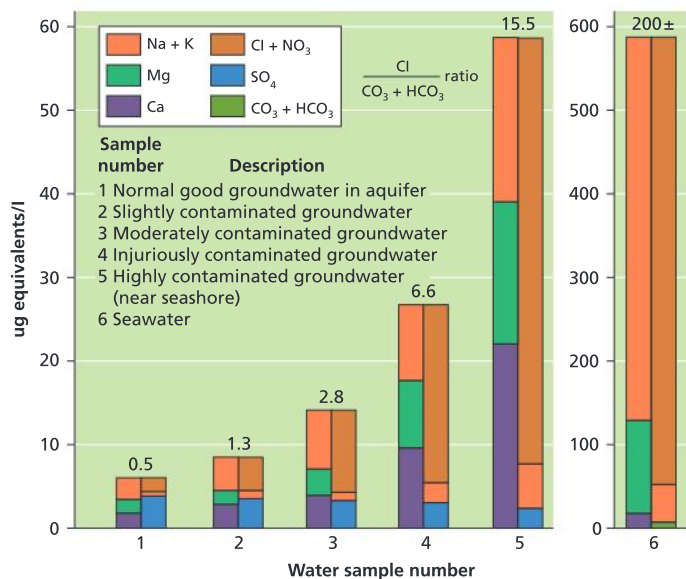 60
50
40
30
20
10
0
ug equivalents/l
Na + K
Mg
Ca
Cl + NO3
SO4
CO3 + HCO3
Cl
CO3 + HCO3
ratio
Sample
number
Description
1 Normal good groundwater in aquifer
2 Slightly contaminated groundwater
3 Moderately contaminated groundwater
4 Injuriously contaminated groundwater
5 Highly contaminated groundwater
(near seashore)
6 Seawater
0.5
1.3
2.8
6.6
15.5
200±
600
500
400
300
200
100
0
1 2 3 4 5 6
Water sample number